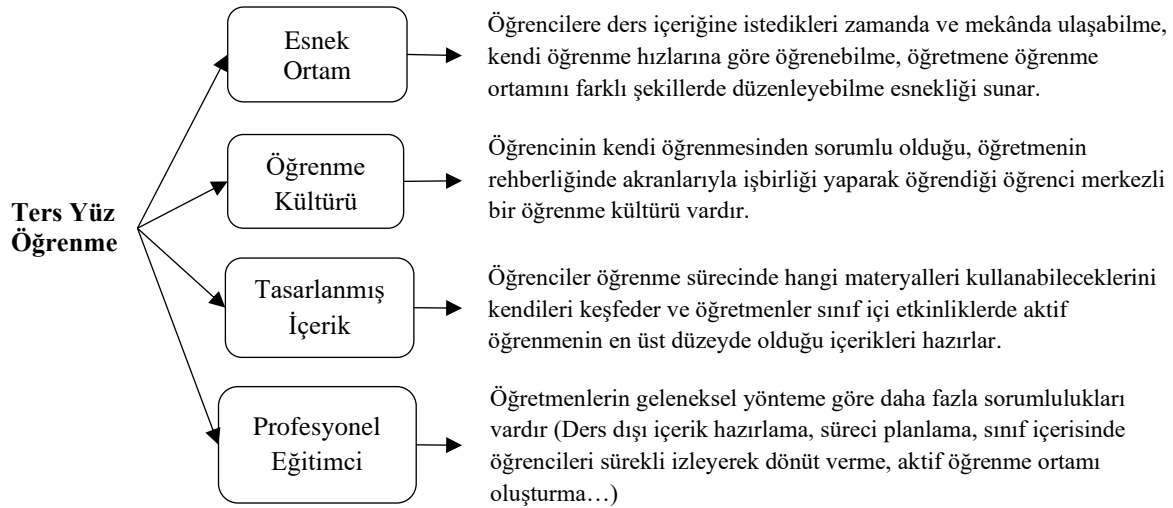 Ters Yüz
Öğrenme
Esnek
Ortam
Öğrencilere ders içeriğine istedikleri zamanda ve mekânda ulaşabilme,
kendi öğrenme hızlarına göre öğrenebilme, öğretmene öğrenme
ortamını farklı şekillerde düzenleyebilme esnekliği sunar.
Öğrenme
Kültürü
Öğrencinin kendi öğrenmesinden sorumlu olduğu, öğretmenin
rehberliğinde akranlarıyla işbirliği yaparak öğrendiği öğrenci merkezli
bir öğrenme kültürü vardır.
Tasarlanmış
İçerik
Öğrenciler öğrenme sürecinde hangi materyalleri kullanabileceklerini
kendileri keşfeder ve öğretmenler sınıf içi etkinliklerde aktif
öğrenmenin en üst düzeyde olduğu içerikleri hazırlar.
Profesyonel
Eğitimci
Öğretmenlerin geleneksel yönteme göre daha fazla sorumlulukları
vardır (Ders dışı içerik hazırlama, süreci planlama, sınıf içerisinde
öğrencileri sürekli izleyerek dönüt verme, aktif öğrenme ortamı
oluşturma…)